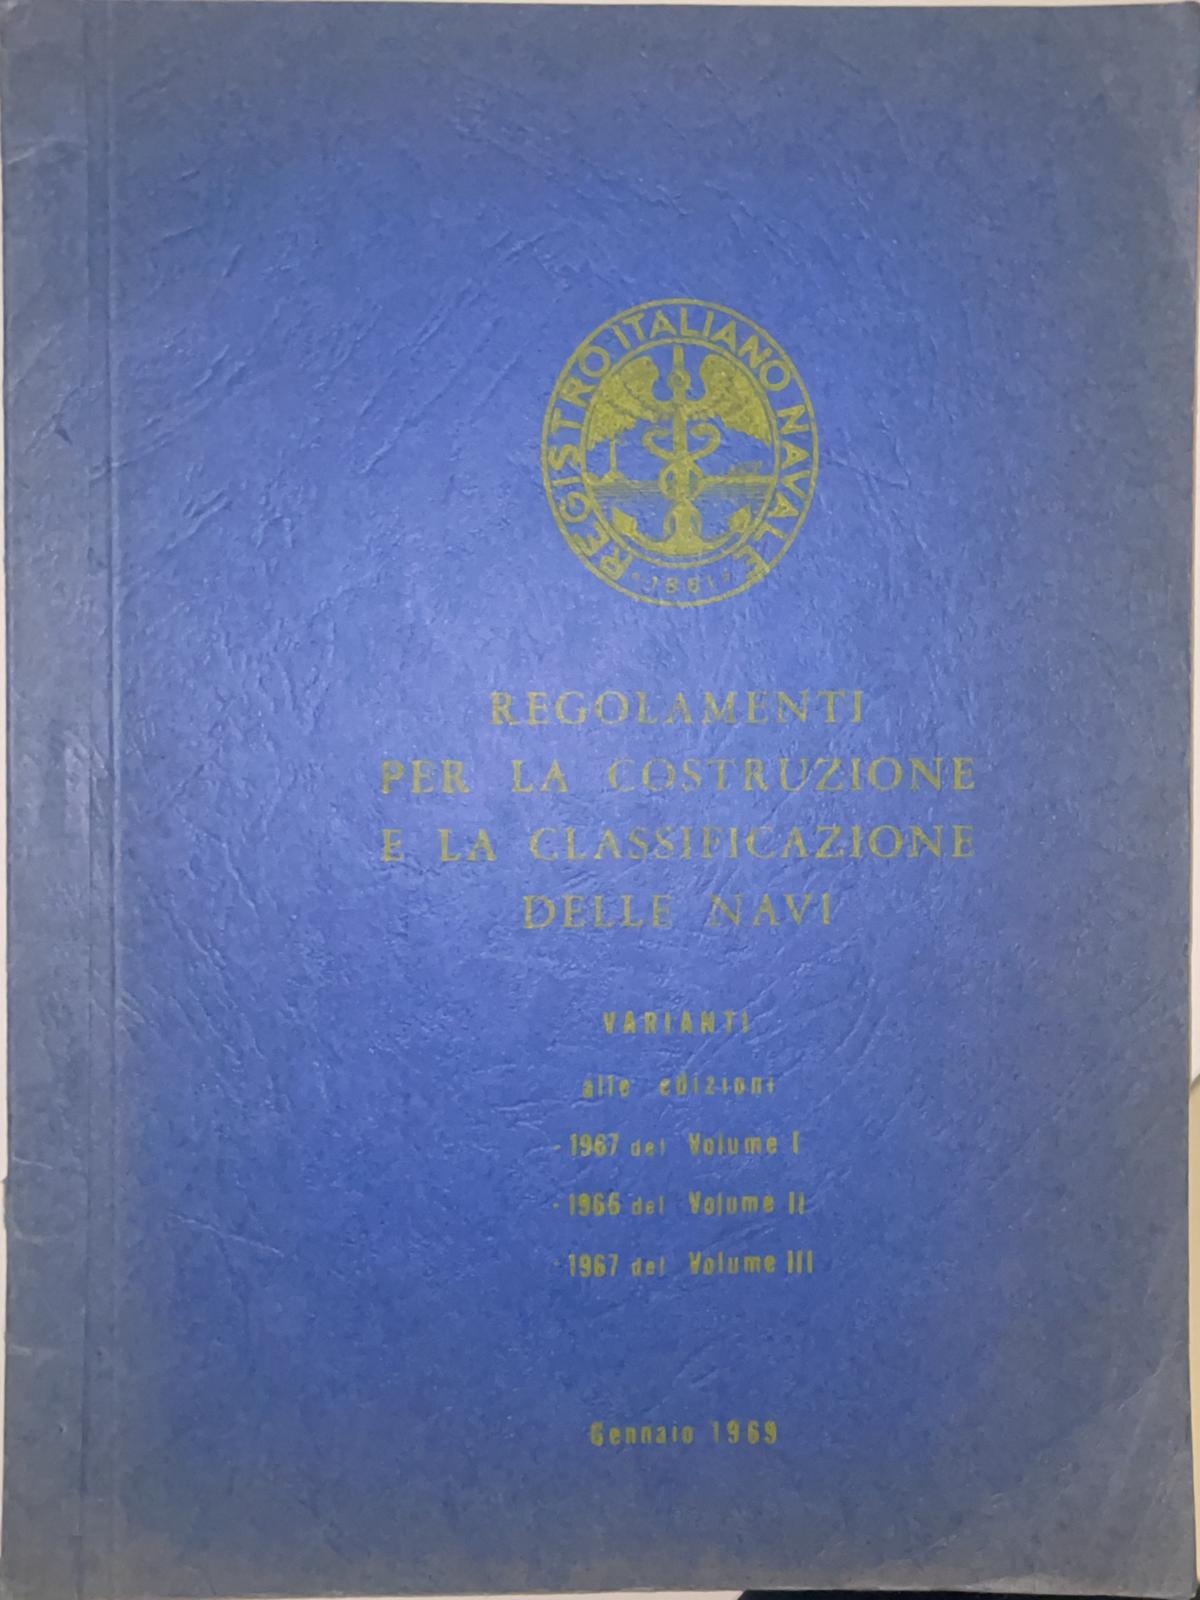 REGISTRO ITALIANO NAVALE
1861
REGOLAMENTI
PER LA COSTRUZIONE
E LA CLASSIFICAZIONE
DELLE NAVI
VARIANTI
alle edizioni
- 1967 del Volume I
- 1966 del Volume II
- 1967 del Volume III
Gennaio 1969